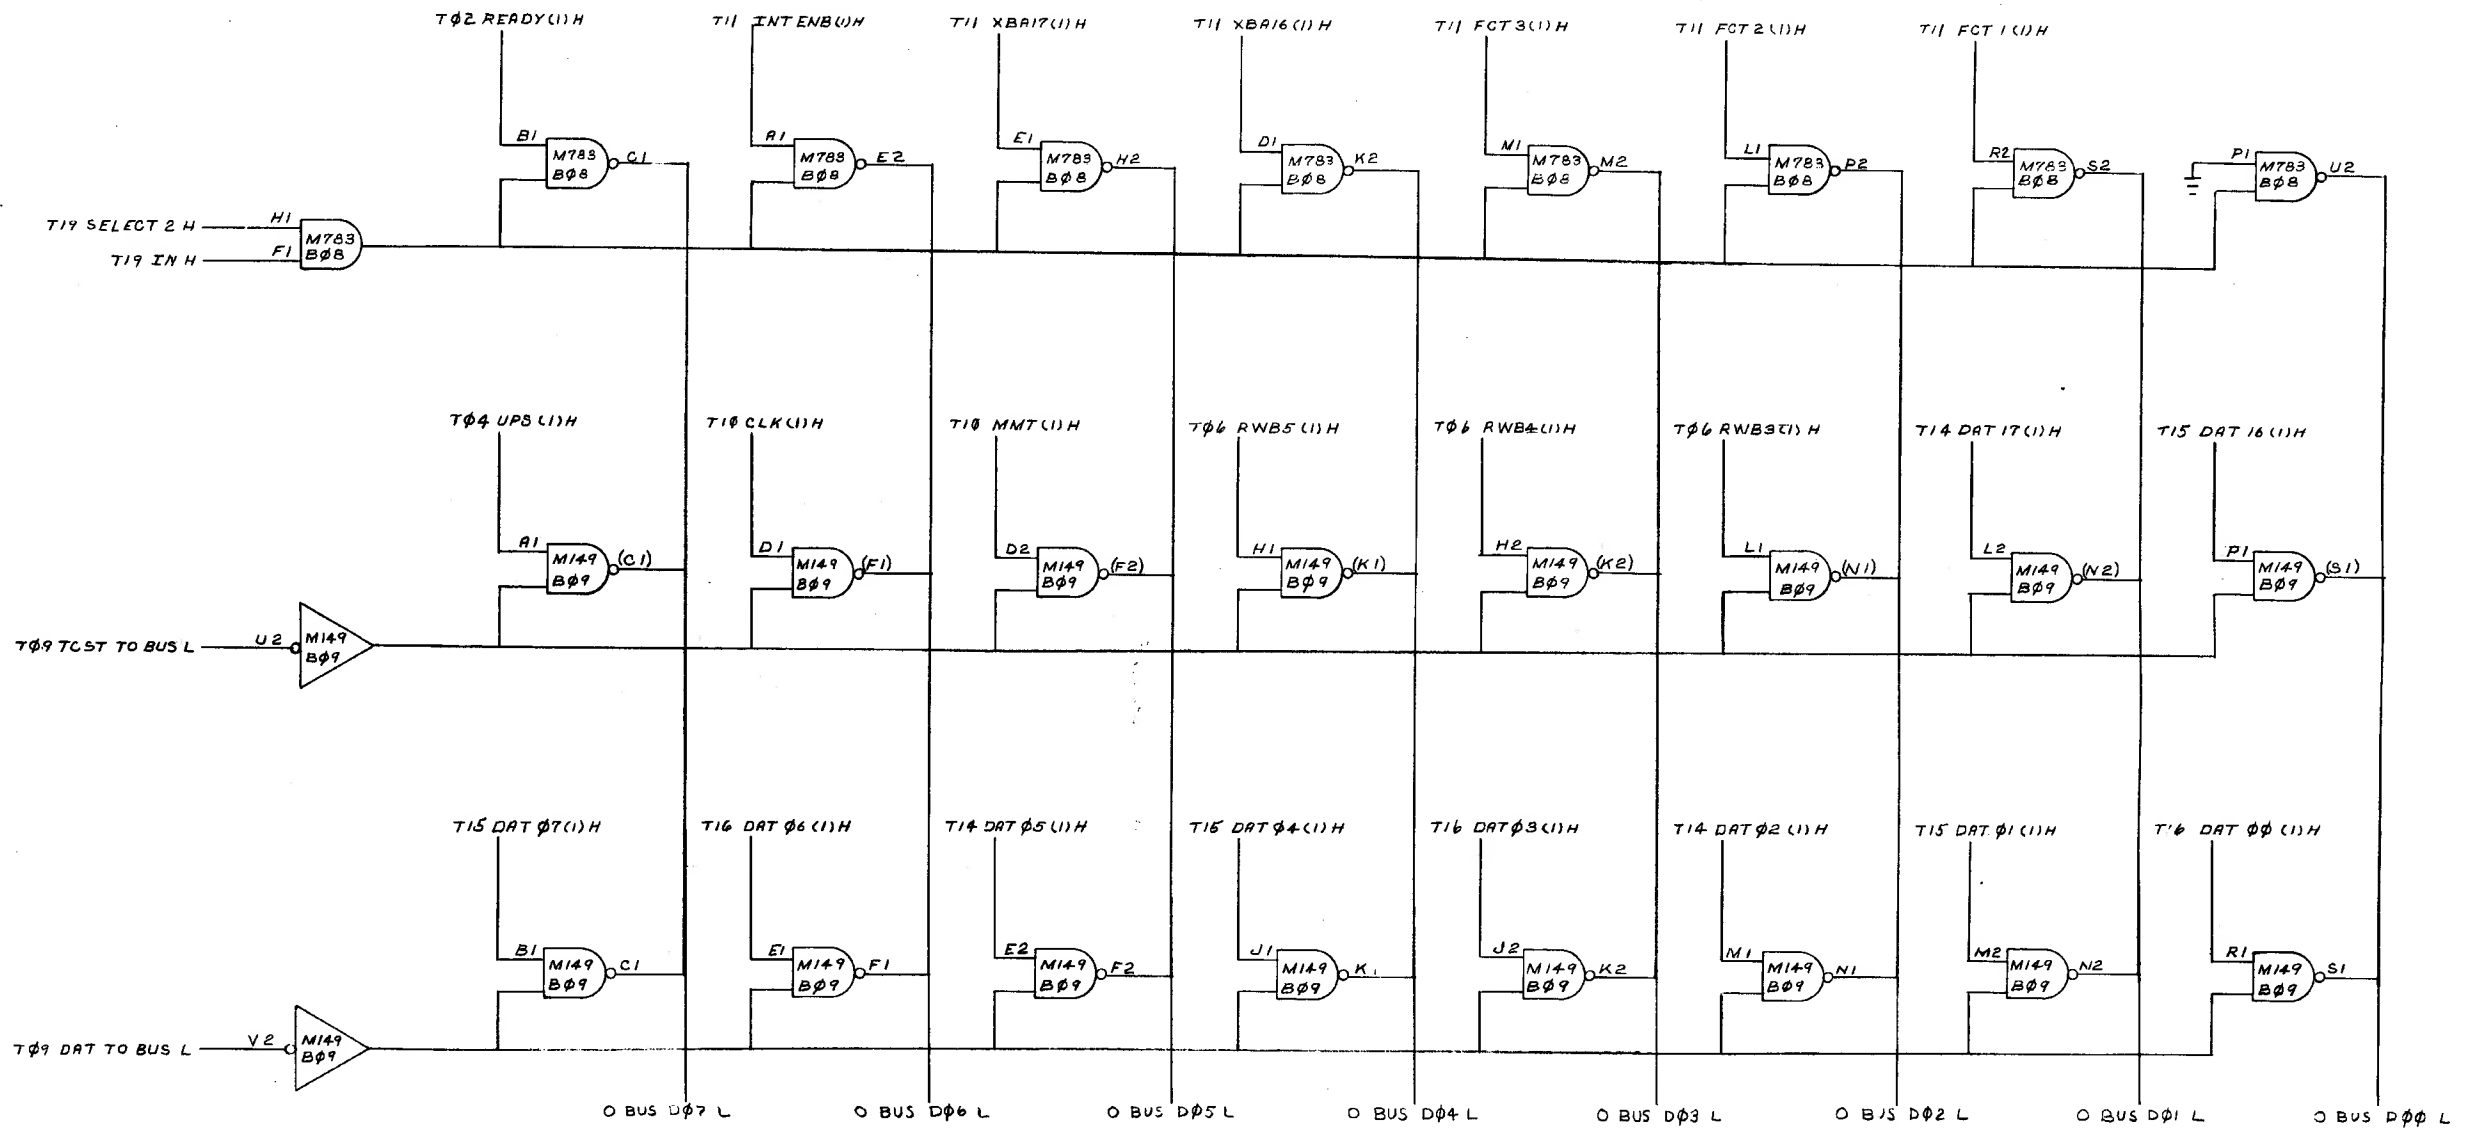 TØ2 READY(1)H
T11 INTENB(1)H
T11 XBA17(1)H
T11 XBA16(1)H
T11 FCT3(1)H
T11 FCT2(1)H
T11 FCT1(1)H
B1 M783 BØ8 C1
A1 M783 BØ8 E2
E1 M783 BØ8 H2
D1 M783 BØ8 K2
M1 M783 BØ8 M2
L1 M783 BØ8 P2
R2 M783 BØ8 S2
P1 M783 BØ8 U2
T19 SELECT 2 H H1
T19 IN H F1
M783
BØ8
TØ4 UPS(1)H
T1Ø CLK(1)H
T1Ø MMT(1)H
TØ6 RWB5(1)H
TØ6 RWB4(1)H
TØ6 RWB3(1)H
T14 DAT 17(1)H
T15 DAT 16(1)H
A1 M149 BØ9 (C1)
D1 M149 BØ9 (F1)
D2 M149 BØ9 (F2)
H1 M149 BØ9 (K1)
H2 M149 BØ9 (K2)
L1 M149 BØ9 (N1)
L2 M149 BØ9 (N2)
P1 M149 BØ9 (S1)
TØ9 TCST TO BUS L U2
M149
BØ9
T15 DAT Ø7(1)H
T16 DAT Ø6(1)H
T14 DAT Ø5(1)H
T15 DAT Ø4(1)H
T16 DAT Ø3(1)H
T14 DAT Ø2(1)H
T15 DAT Ø1(1)H
T16 DAT ØØ(1)H
B1 M149 BØ9 C1
E1 M149 BØ9 F1
E2 M149 BØ9 F2
J1 M149 BØ9 K1
J2 M149 BØ9 K2
M1 M149 BØ9 N1
M2 M149 BØ9 N2
R1 M149 BØ9 S1
TØ9 DAT TO BUS L V2
M149
BØ9
O BUS DØ7 L
O BUS DØ6 L
O BUS DØ5 L
O BUS DØ4 L
O BUS DØ3 L
O BUS DØ2 L
O BUS DØ1 L
O BUS DØØ L